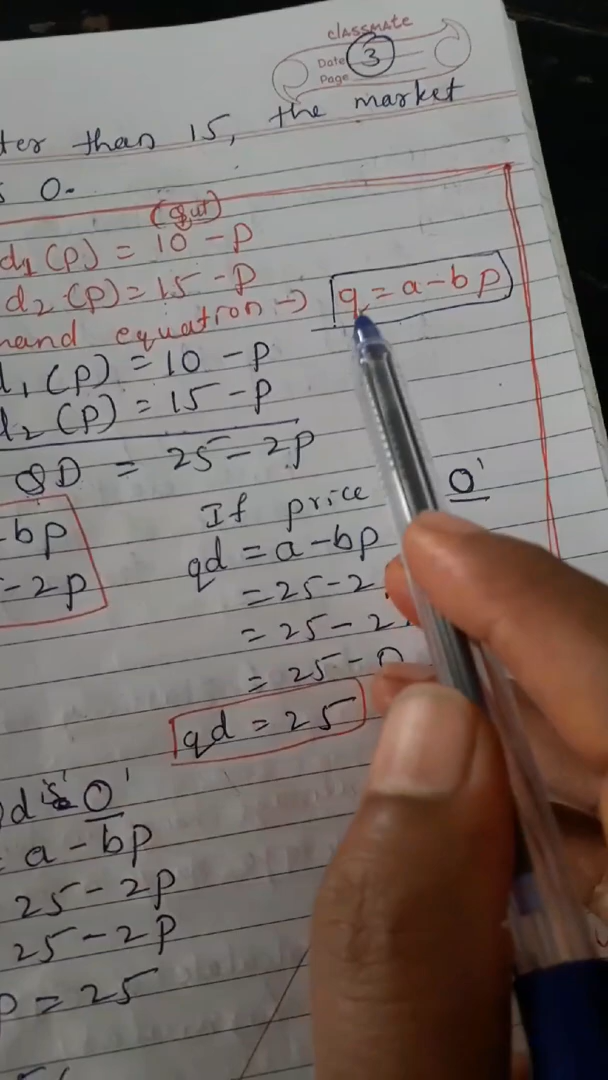 classmate
Date 3
Page
ter than 15, the market
s 0.
(qut)
d1(p) = 10 - p
d2(p) = 15 - p
mand equation → q = a - bp
d1(p) = 10 - p
d2(p) = 15 - p
QD = 25 - 2p
- bp
- 2p
If price 0'
qd = a - bp
= 25 - 2
= 25 - 2
= 25 - 0
qd = 25
d is '0'
= a - bp
25 - 2p
25 - 2p
p = 25